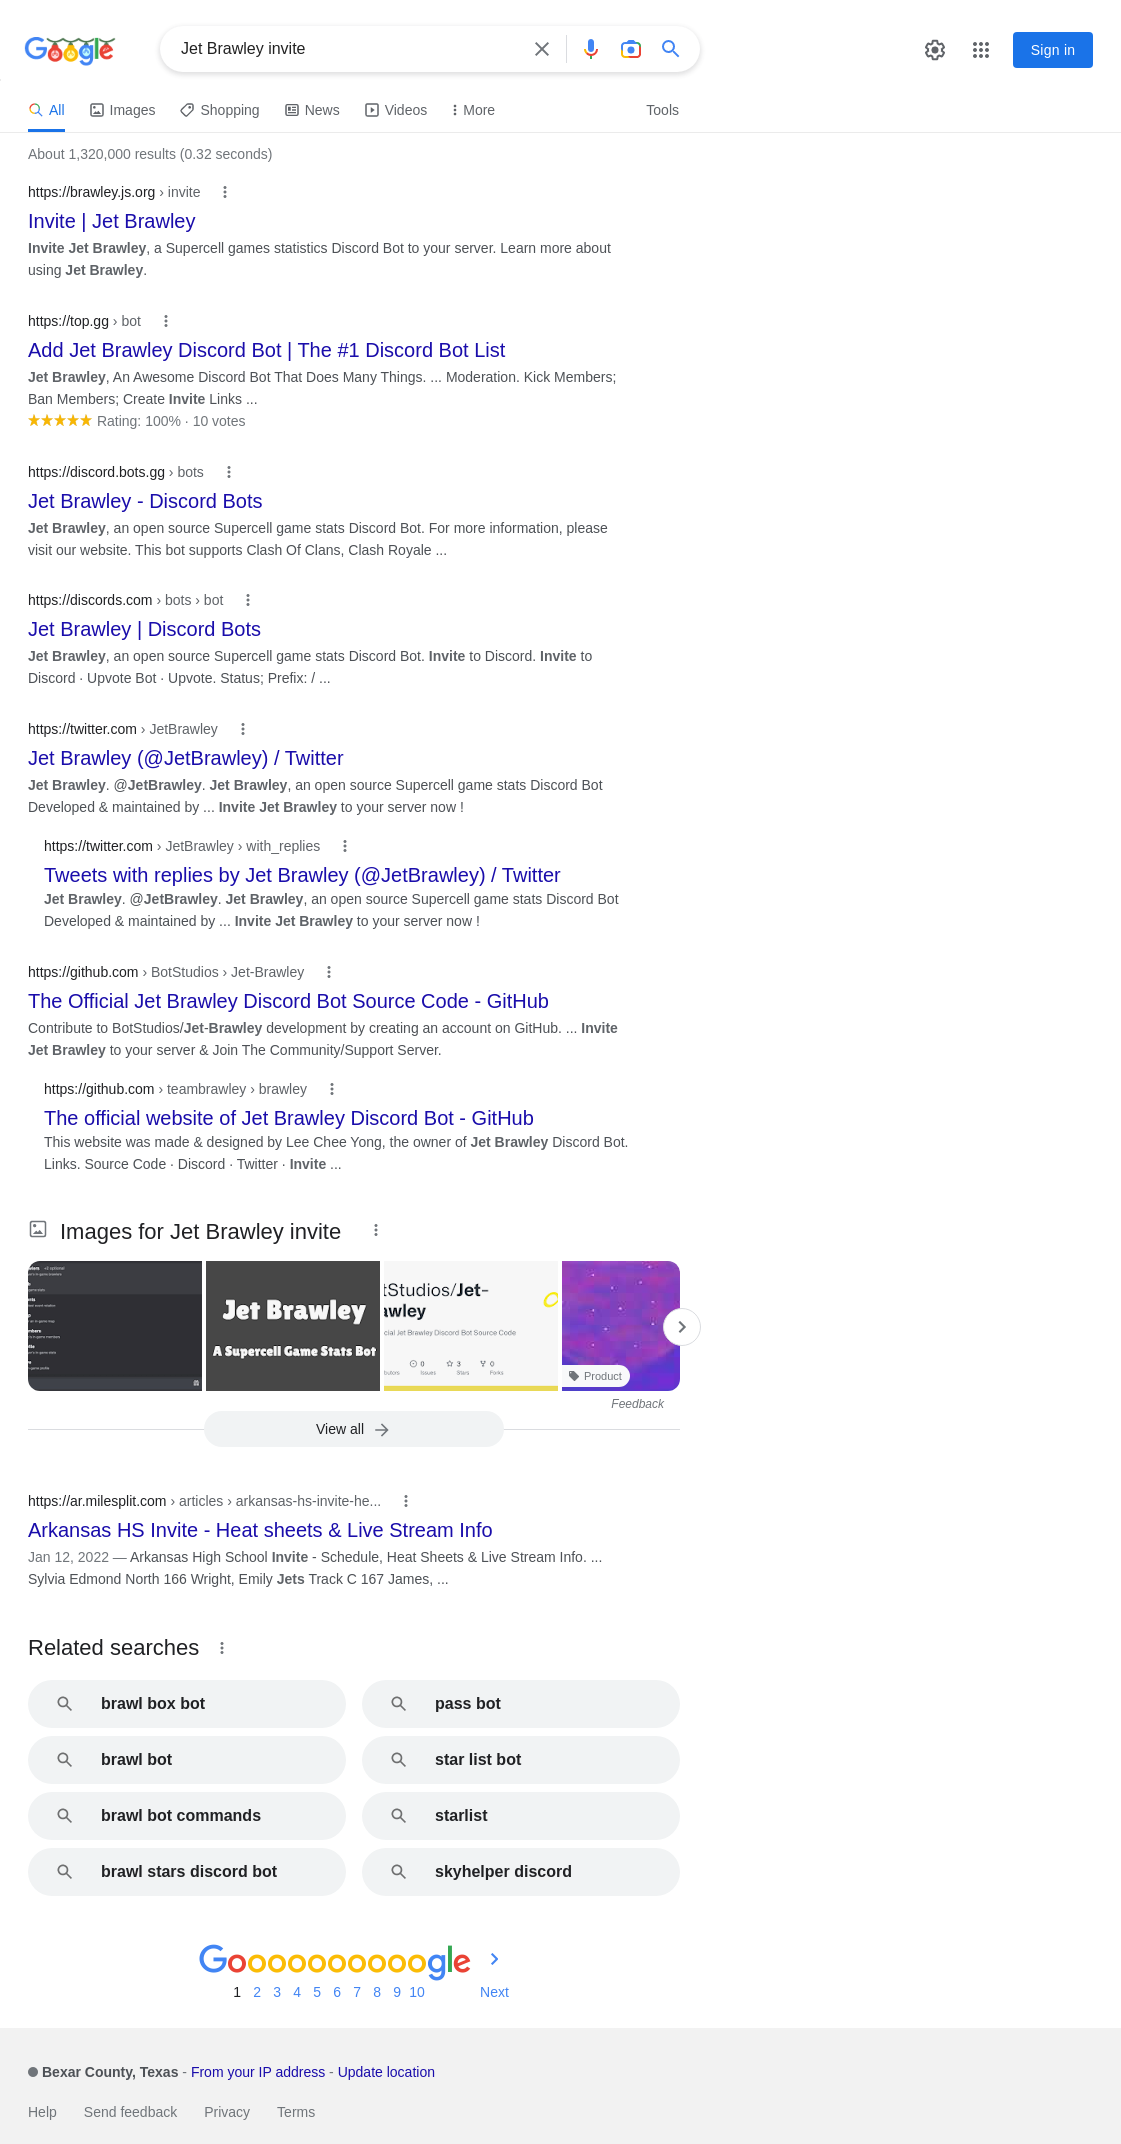 Google
Jet Brawley invite
Sign in
All
Images
Shopping
News
Videos
More
Tools
About 1,320,000 results (0.32 seconds)
https://brawley.js.org › invite
Invite | Jet Brawley
Invite Jet Brawley, a Supercell games statistics Discord Bot to your server. Learn more about
using Jet Brawley.
https://top.gg › bot
Add Jet Brawley Discord Bot | The #1 Discord Bot List
Jet Brawley, An Awesome Discord Bot That Does Many Things. ... Moderation. Kick Members;
Ban Members; Create Invite Links ...
Rating: 100% · 10 votes
https://discord.bots.gg › bots
Jet Brawley - Discord Bots
Jet Brawley, an open source Supercell game stats Discord Bot. For more information, please
visit our website. This bot supports Clash Of Clans, Clash Royale ...
https://discords.com › bots › bot
Jet Brawley | Discord Bots
Jet Brawley, an open source Supercell game stats Discord Bot. Invite to Discord. Invite to
Discord · Upvote Bot · Upvote. Status; Prefix: / ...
https://twitter.com › JetBrawley
Jet Brawley (@JetBrawley) / Twitter
Jet Brawley. @JetBrawley. Jet Brawley, an open source Supercell game stats Discord Bot
Developed & maintained by ... Invite Jet Brawley to your server now !
https://twitter.com › JetBrawley › with_replies
Tweets with replies by Jet Brawley (@JetBrawley) / Twitter
Jet Brawley. @JetBrawley. Jet Brawley, an open source Supercell game stats Discord Bot
Developed & maintained by ... Invite Jet Brawley to your server now !
https://github.com › BotStudios › Jet-Brawley
The Official Jet Brawley Discord Bot Source Code - GitHub
Contribute to BotStudios/Jet-Brawley development by creating an account on GitHub. ... Invite
Jet Brawley to your server & Join The Community/Support Server.
https://github.com › teambrawley › brawley
The official website of Jet Brawley Discord Bot - GitHub
This website was made & designed by Lee Chee Yong, the owner of Jet Brawley Discord Bot.
Links. Source Code · Discord · Twitter · Invite ...
Images for Jet Brawley invite
Jet Brawley
A Supercell Game Stats Bot
tStudios/Jet-
awley
cial Jet Brawley Discord Bot Source Code
0 3 0
butors Issues Stars Forks
Product
Feedback
View all
https://ar.milesplit.com › articles › arkansas-hs-invite-he...
Arkansas HS Invite - Heat sheets & Live Stream Info
Jan 12, 2022 — Arkansas High School Invite - Schedule, Heat Sheets & Live Stream Info. ...
Sylvia Edmond North 166 Wright, Emily Jets Track C 167 James, ...
Related searches
brawl box bot
pass bot
brawl bot
star list bot
brawl bot commands
starlist
brawl stars discord bot
skyhelper discord
Goooooooooogle
1 2 3 4 5 6 7 8 9 10 Next
Bexar County, Texas - From your IP address - Update location
Help Send feedback Privacy Terms